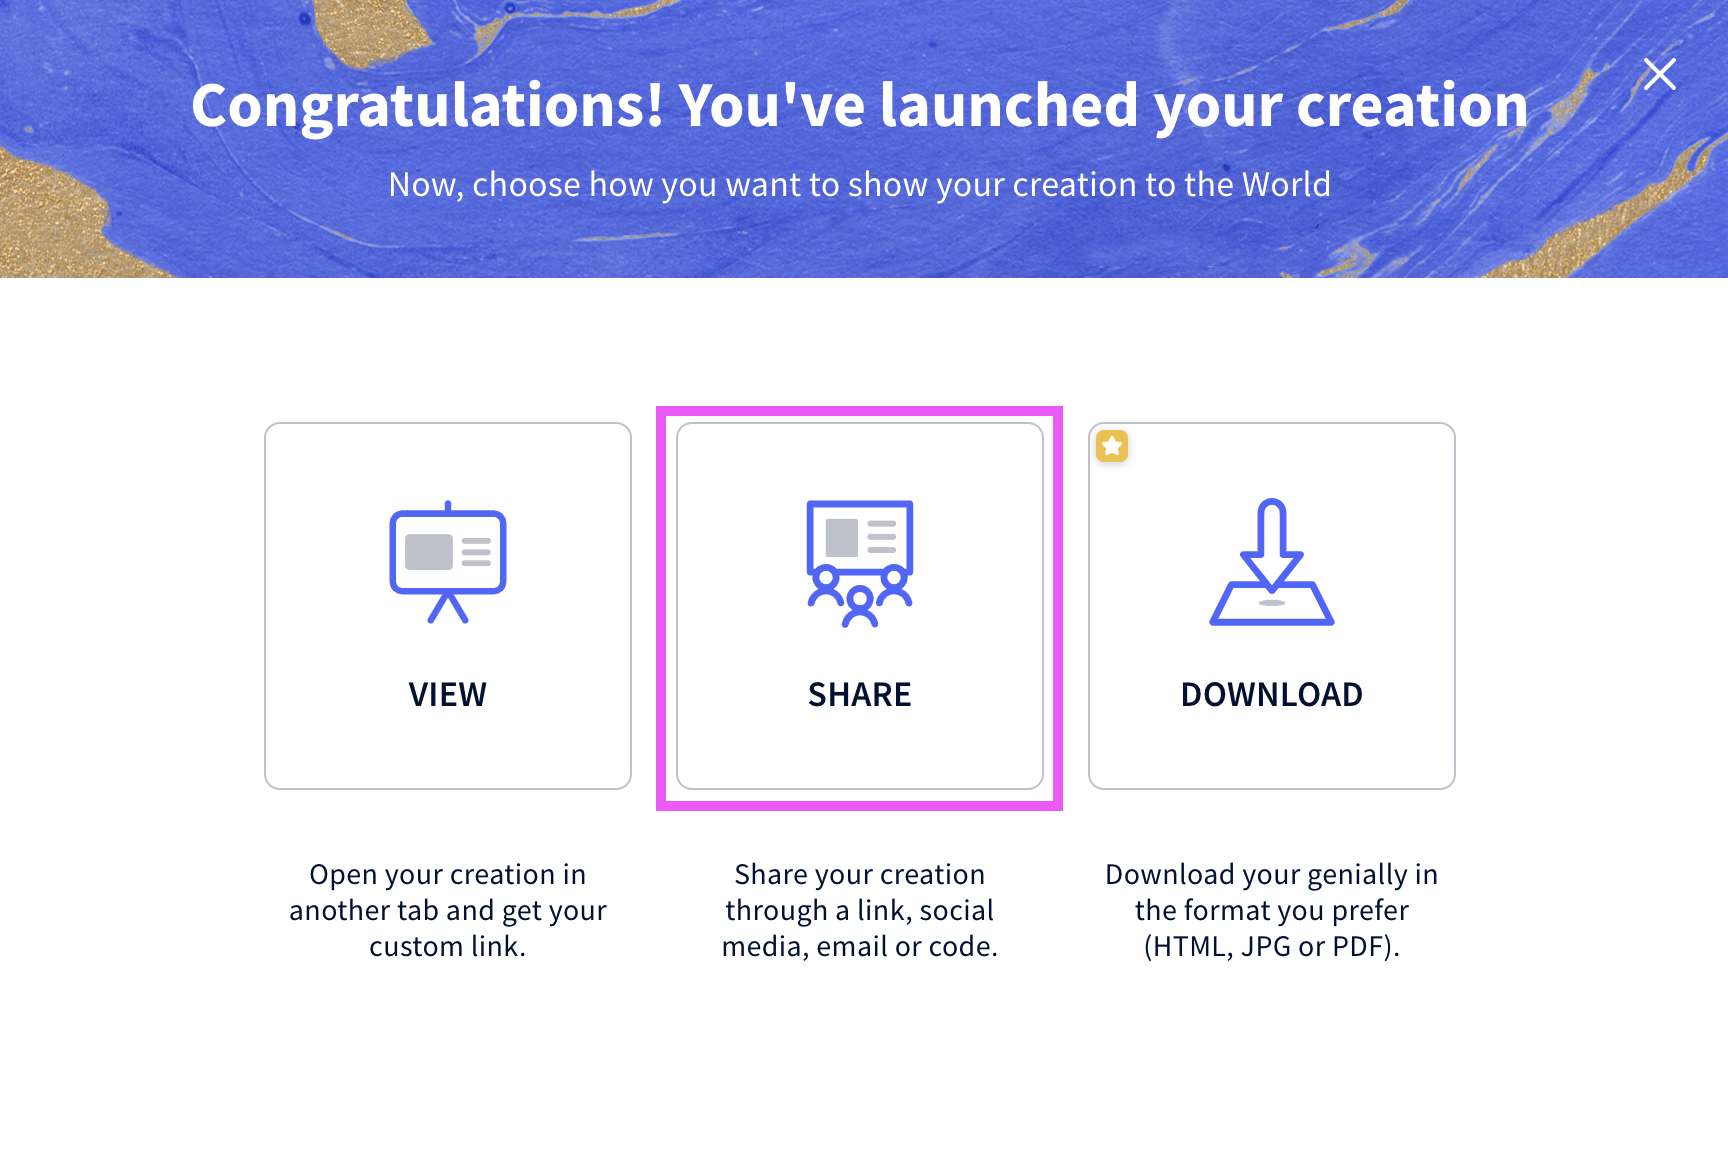 Congratulations! You've launched your creation
Now, choose how you want to show your creation to the World
VIEW
SHARE
DOWNLOAD
Open your creation in
another tab and get your
custom link.
Share your creation
through a link, social
media, email or code.
Download your genially in
the format you prefer
(HTML, JPG or PDF).